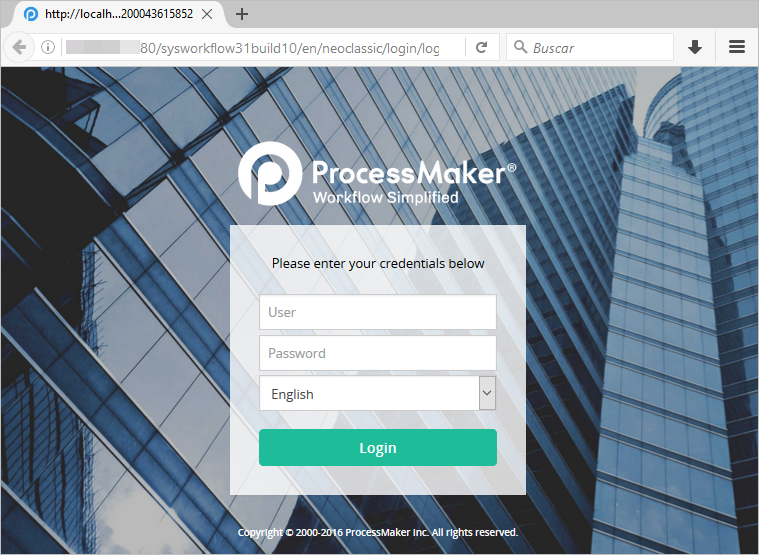 http://localh...200043615852
80/sysworkflow31build10/en/neoclassic/login/log
Buscar
ProcessMaker®
Workflow Simplified
Please enter your credentials below
User
Password
English
Login
Copyright © 2000-2016 ProcessMaker Inc. All rights reserved.